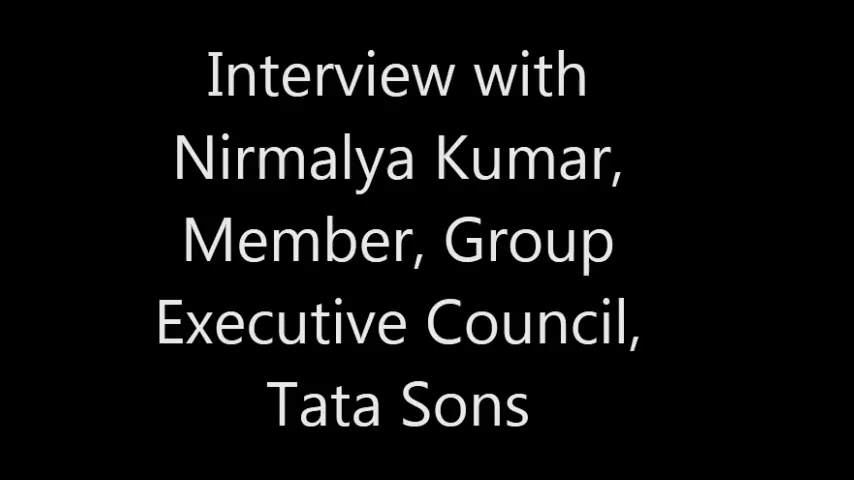 Interview with
Nirmalya Kumar,
Member, Group
Executive Council,
Tata Sons